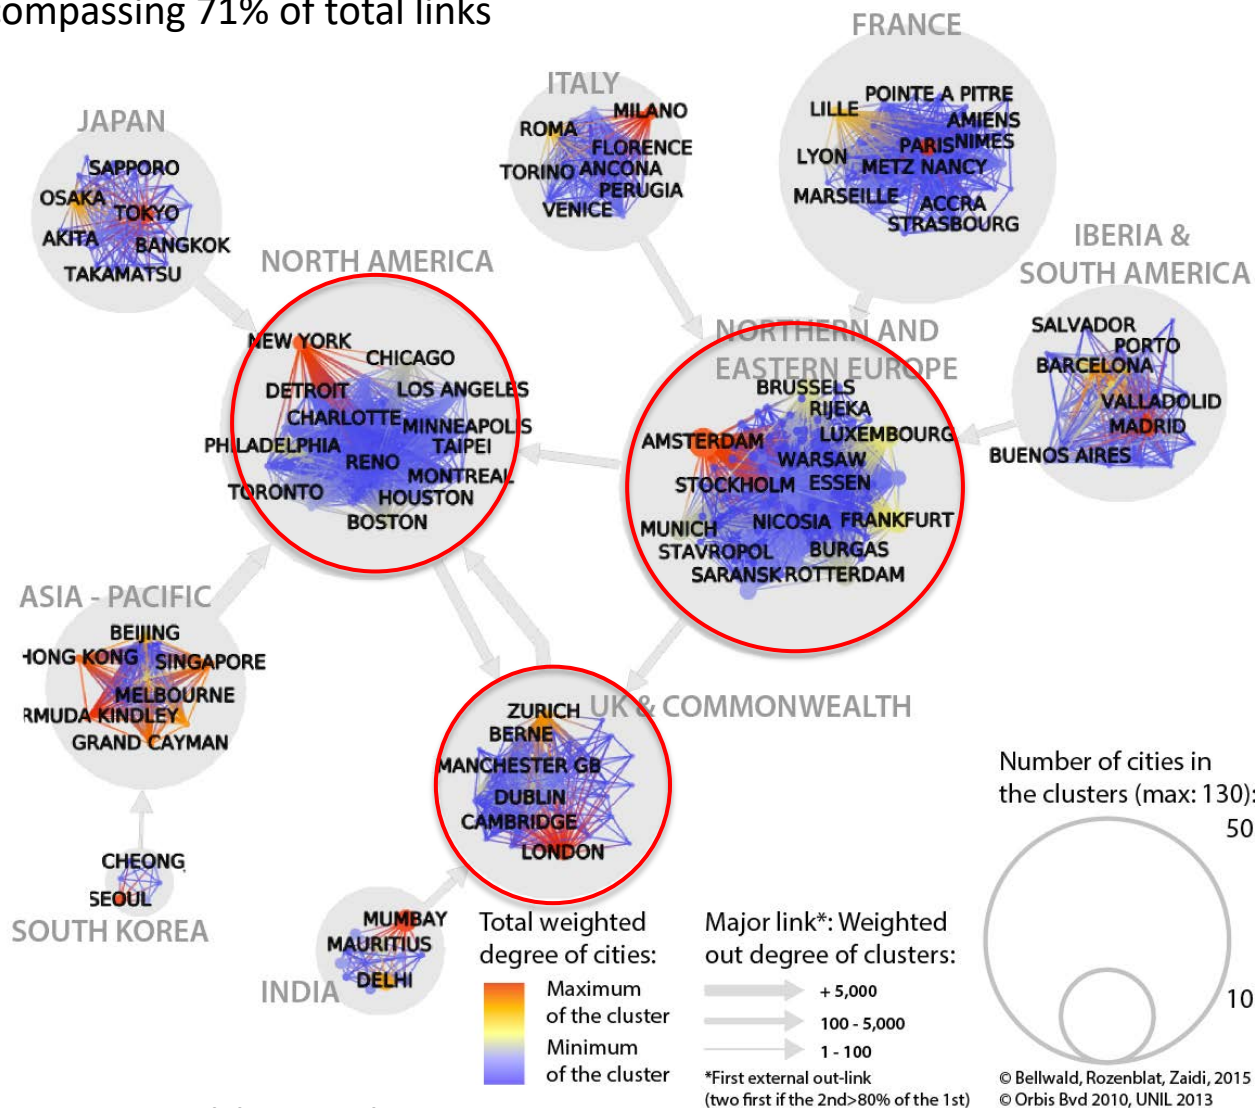 compassing 71% of total links
FRANCE
POINTE A PITRE
LILLE
AMIENS
PARIS NIMES
LYON
METZ NANCY
MARSEILLE
ACCRA
STRASBOURG
ITALY
MILANO
ROMA
FLORENCE
TORINO ANCONA
PERUGIA
VENICE
JAPAN
SAPPORO
OSAKA
TOKYO
AKITA
BANGKOK
TAKAMATSU
IBERIA &
SOUTH AMERICA
SALVADOR
PORTO
BARCELONA
VALLADOLID
MADRID
BUENOS AIRES
NORTH AMERICA
NEW YORK
CHICAGO
DETROIT
LOS ANGELES
CHARLOTTE
MINNEAPOLIS
PHILADELPHIA
TAIPEI
RENO
MONTREAL
TORONTO
HOUSTON
BOSTON
NORTHERN AND
EASTERN EUROPE
BRUSSELS
RIJEKA
AMSTERDAM
LUXEMBOURG
WARSAW
STOCKHOLM
ESSEN
MUNICH
NICOSIA
FRANKFURT
STAVROPOL
BURGAS
SARANSK ROTTERDAM
ASIA - PACIFIC
BEIJING
HONG KONG
SINGAPORE
MELBOURNE
RMUDA KINDLEY
GRAND CAYMAN
UK & COMMONWEALTH
ZURICH
BERNE
MANCHESTER GB
DUBLIN
CAMBRIDGE
LONDON
CHEONG
SEOUL
SOUTH KOREA
MUMBAY
MAURITIUS
DELHI
INDIA
Total weighted
degree of cities:
Maximum
of the cluster
Minimum
of the cluster
Major link*: Weighted
out degree of clusters:
+ 5,000
100 - 5,000
1 - 100
*First external out-link
(two first if the 2nd>80% of the 1st)
Number of cities in
the clusters (max: 130):
50
10
© Bellwald, Rozenblat, Zaidi, 2015
© Orbis Bvd 2010, UNIL 2013